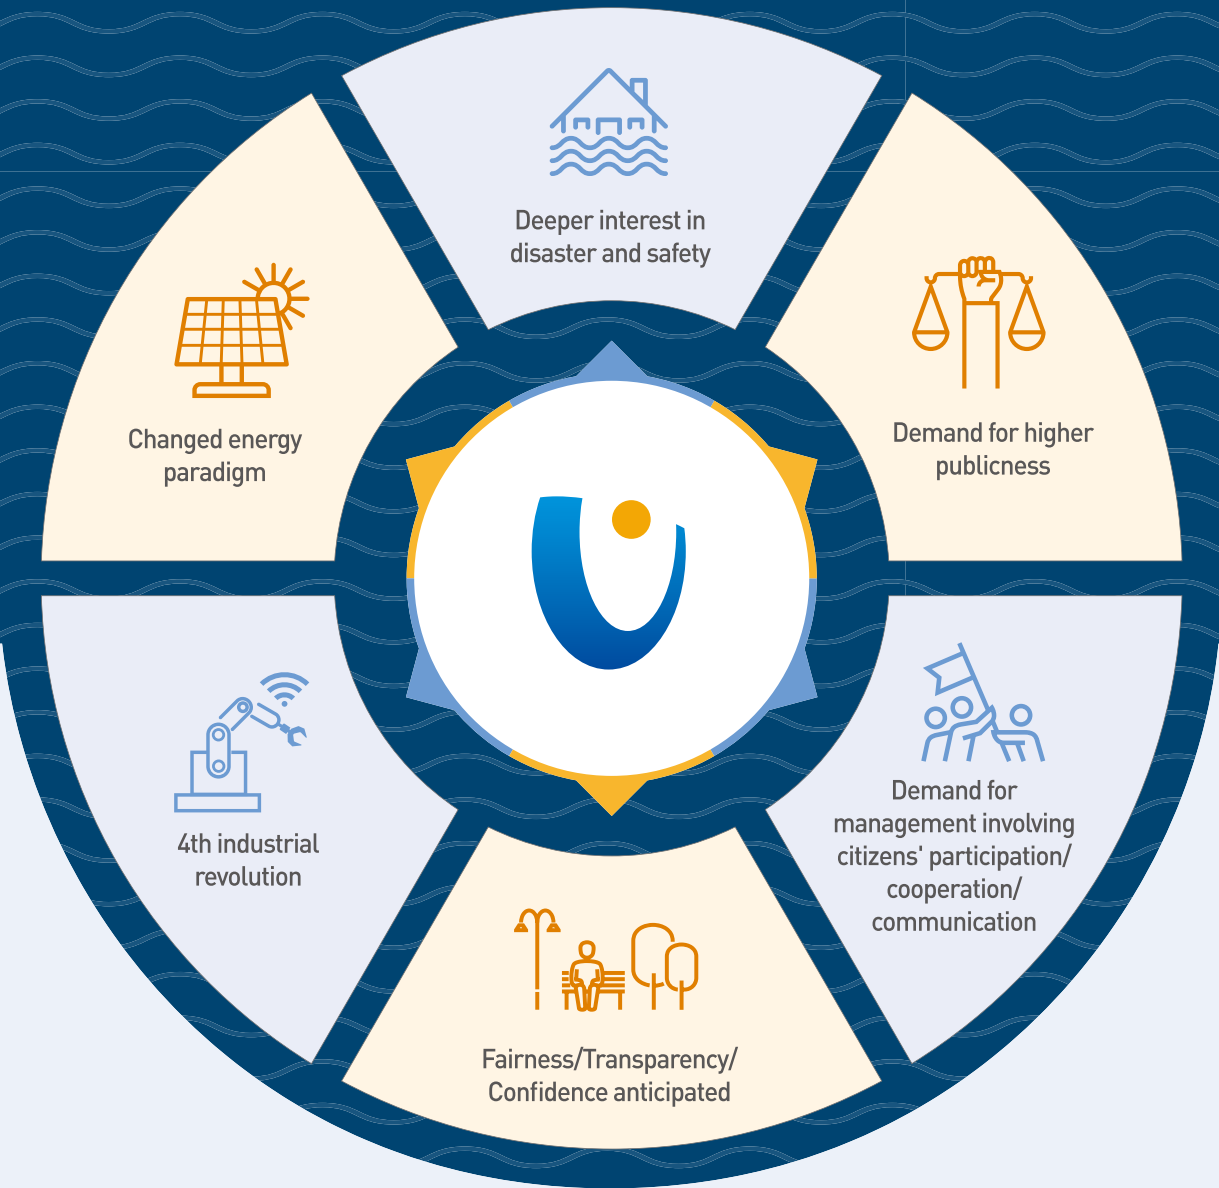 Deeper interest in
disaster and safety
Demand for higher
publicness
Changed energy
paradigm
Demand for
management involving
citizens' participation/
cooperation/
communication
4th industrial
revolution
Fairness/Transparency/
Confidence anticipated